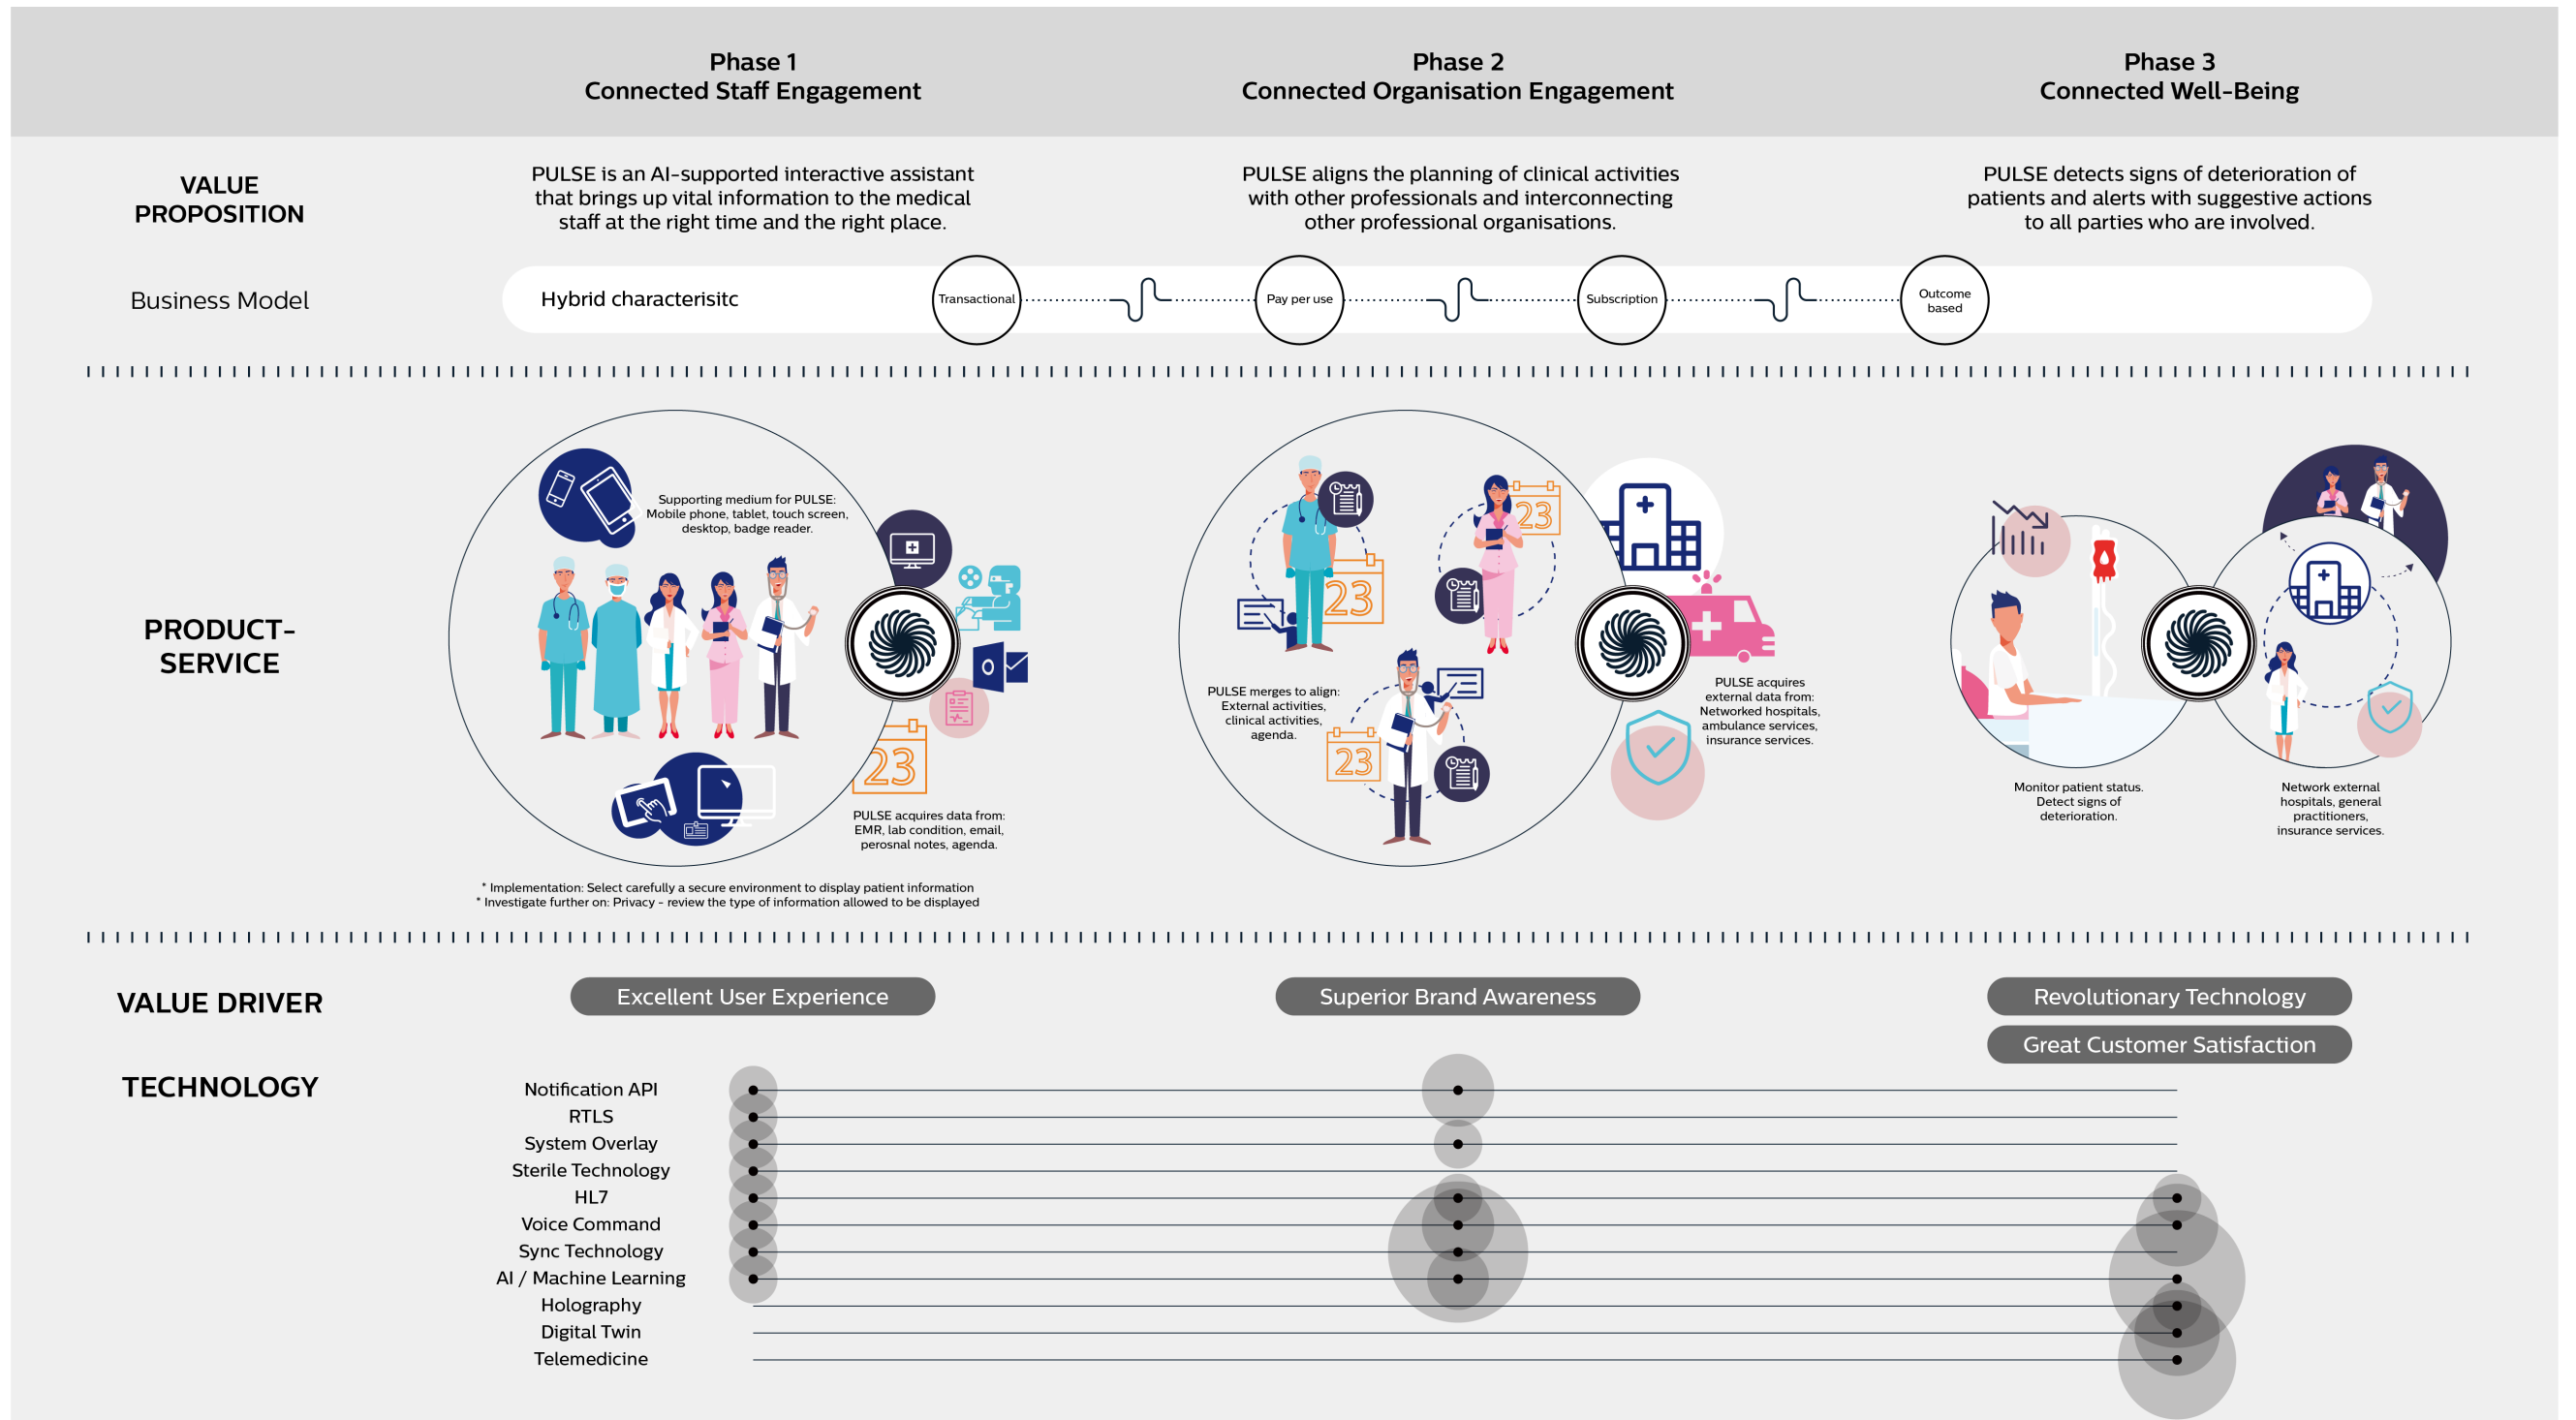 Phase 1
Connected Staff Engagement
Phase 2
Connected Organisation Engagement
Phase 3
Connected Well-Being
VALUE
PROPOSITION
PULSE is an AI-supported interactive assistant
that brings up vital information to the medical
staff at the right time and the right place.
PULSE aligns the planning of clinical activities
with other professionals and interconnecting
other professional organisations.
PULSE detects signs of deterioration of
patients and alerts with suggestive actions
to all parties who are involved.
Business Model
Hybrid characterisitc
Transactional
Pay per use
Subscription
Outcome
based
PRODUCT-
SERVICE
Supporting medium for PULSE:
Mobile phone, tablet, touch screen,
desktop, badge reader.
23
PULSE acquires data from:
EMR, lab condition, email,
perosnal notes, agenda.
* Implementation: Select carefully a secure environment to display patient information
* Investigate further on: Privacy - review the type of information allowed to be displayed
23
23
PULSE merges to align:
External activities,
clinical activities,
agenda.
23
PULSE acquires
external data from:
Networked hospitals,
ambulance services,
insurance services.
Monitor patient status.
Detect signs of
deterioration.
Network external
hospitals, general
practitioners,
insurance services.
VALUE DRIVER
Excellent User Experience
Superior Brand Awareness
Revolutionary Technology
Great Customer Satisfaction
TECHNOLOGY
Notification API
RTLS
System Overlay
Sterile Technology
HL7
Voice Command
Sync Technology
AI / Machine Learning
Holography
Digital Twin
Telemedicine